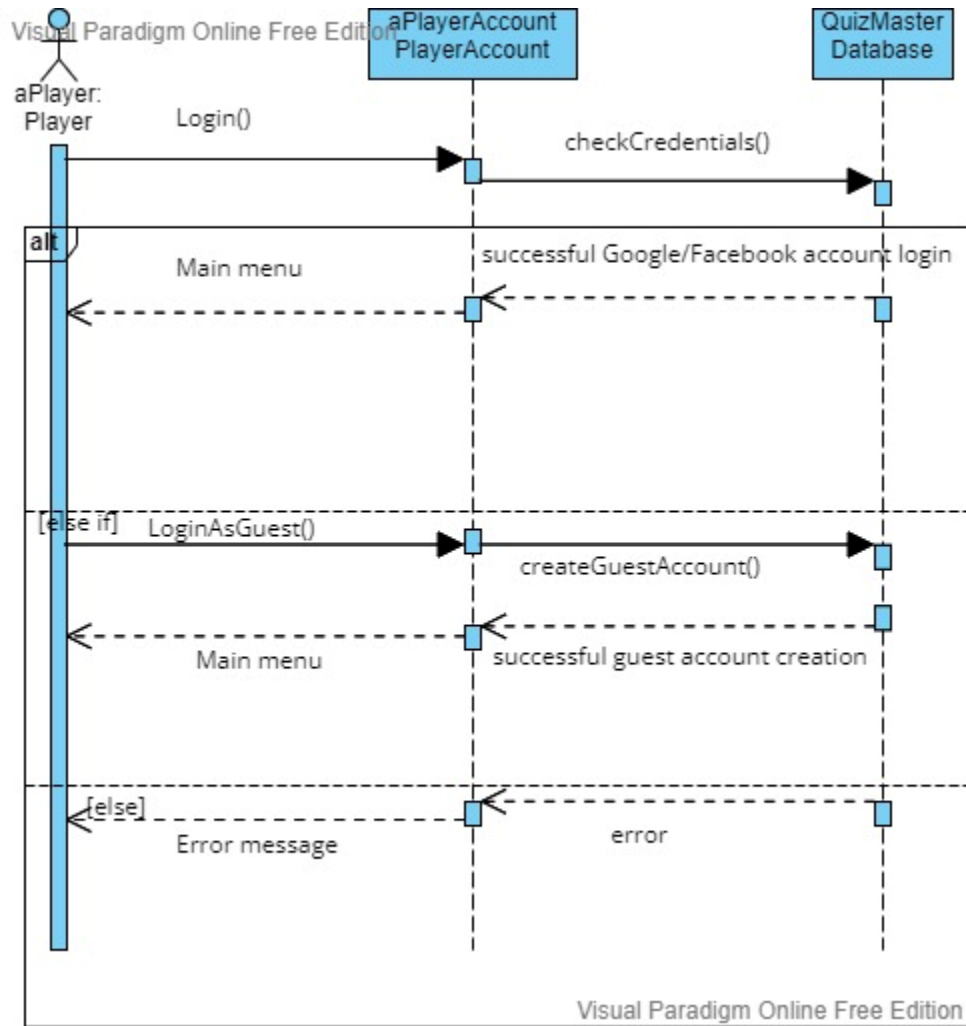 Visual Paradigm Online Free Edition
aPlayerAccount
PlayerAccount
QuizMaster
Database
aPlayer:
Player
Login()
checkCredentials()
alt
successful Google/Facebook account login
Main menu
[else if]
LoginAsGuest()
createGuestAccount()
Main menu
successful guest account creation
[else]
error
Error message
Visual Paradigm Online Free Edition